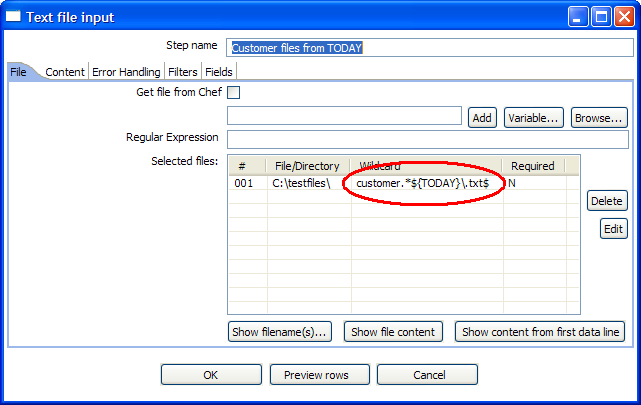 Text file input
Step name Customer files from TODAY
File Content Error Handling Filters Fields
Get file from Chef
Add Variable... Browse...
Regular Expression
Selected files:
# File/Directory Wildcard Required
001 C:\testfiles\ customer.*${TODAY}\.txt$ N
Delete
Edit
Show filename(s)... Show file content Show content from first data line
OK Preview rows Cancel